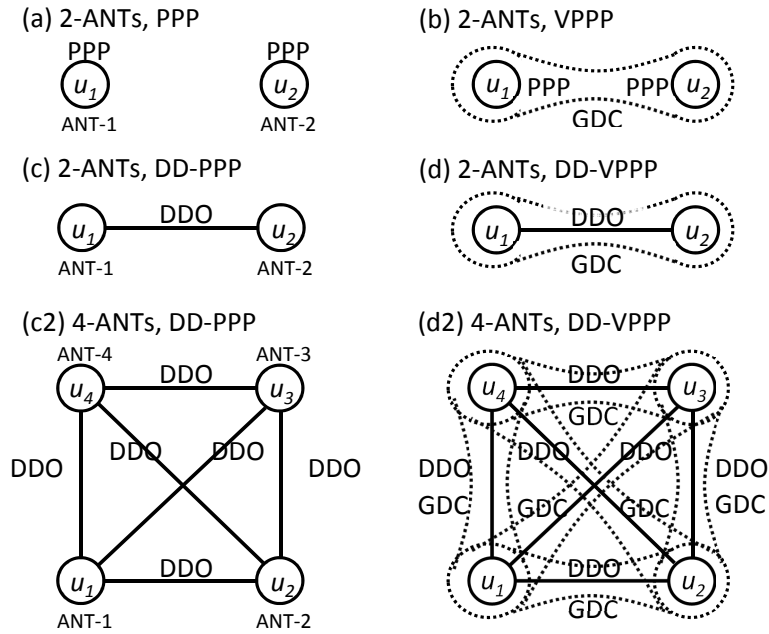 (a) 2-ANTs, PPP
PPP PPP
u1 u2
ANT-1 ANT-2
(b) 2-ANTs, VPPP
u1 PPP PPP u2
GDC
(c) 2-ANTs, DD-PPP
DDO
u1 u2
ANT-1 ANT-2
(d) 2-ANTs, DD-VPPP
DDO
u1 u2
GDC
(c2) 4-ANTs, DD-PPP
ANT-4 ANT-3
DDO
u4 u3
DDO DDO
DDO DDO
DDO
u1 u2
ANT-1 ANT-2
(d2) 4-ANTs, DD-VPPP
DDO
u4 u3
GDC
DDO DDO
DDO DDO
GDC GDC GDC GDC
DDO
u1 u2
GDC